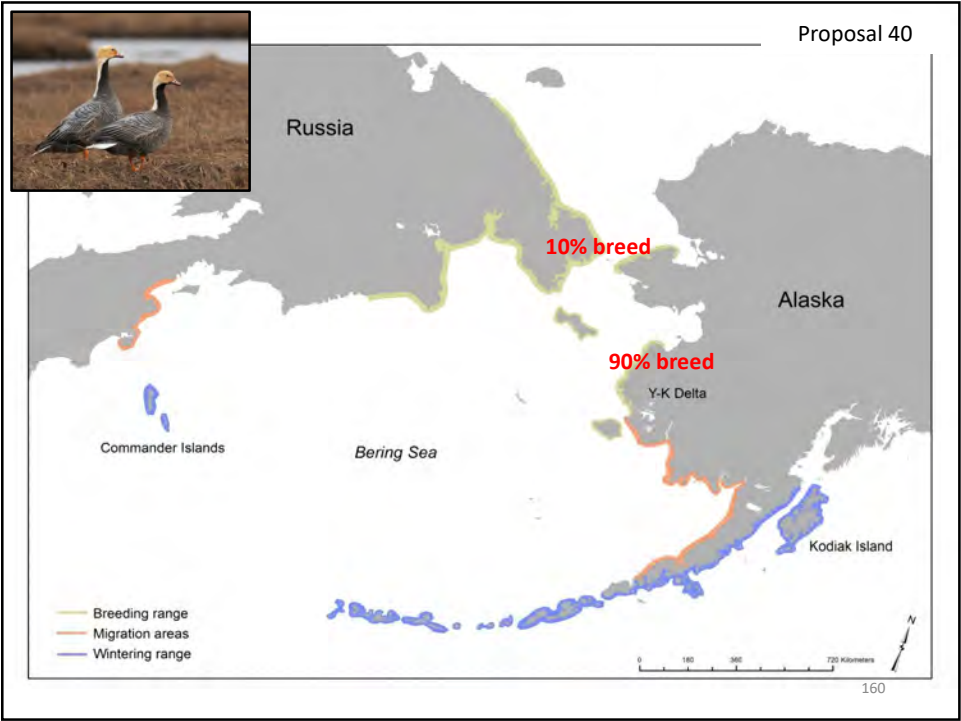 Proposal 40
Russia
10% breed
Alaska
90% breed
Y-K Delta
Commander Islands
Bering Sea
Kodiak Island
Breeding range
Migration areas
Wintering range
N
0 180 360 720 Kilometers
160